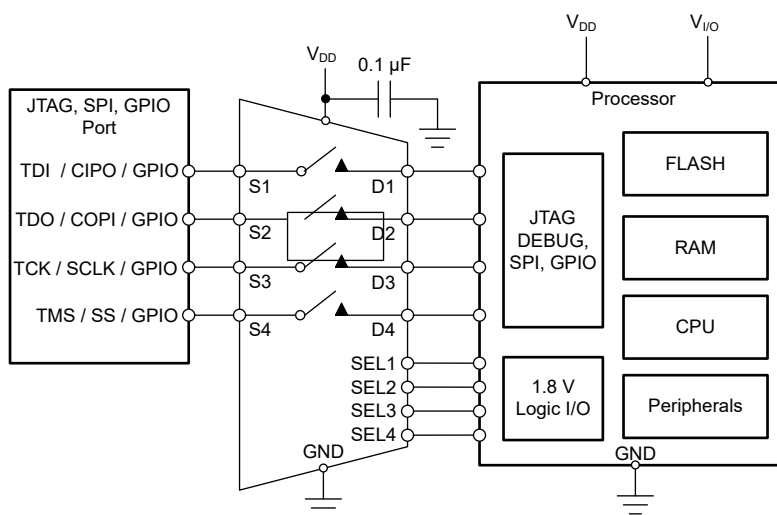 V_DD
0.1 µF
V_DD
V_I/O
JTAG, SPI, GPIO
Port
Processor
TDI / CIPO / GPIO
S1
D1
TDO / COPI / GPIO
S2
D2
TCK / SCLK / GPIO
S3
D3
TMS / SS / GPIO
S4
D4
SEL1
SEL2
SEL3
SEL4
GND
JTAG
DEBUG,
SPI, GPIO
1.8 V
Logic I/O
FLASH
RAM
CPU
Peripherals
GND